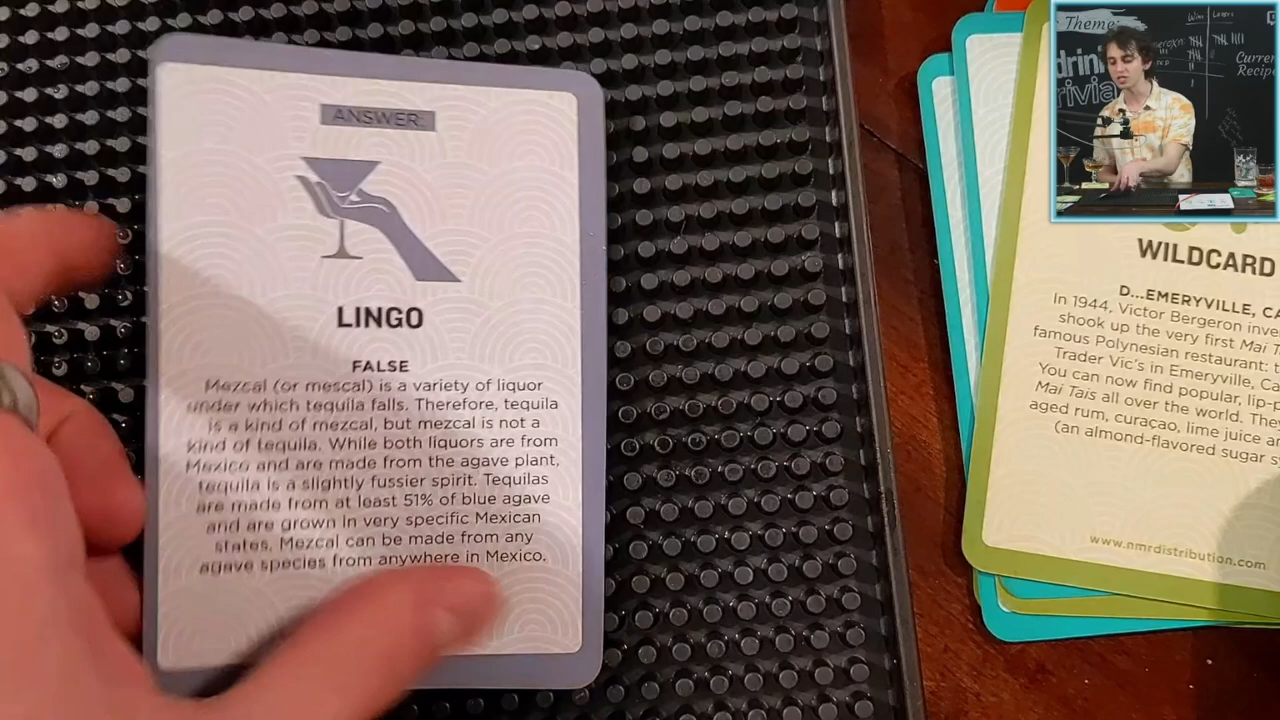 ANSWER:
LINGO
FALSE
Mezcal (or mescal) is a variety of liquor
under which tequila falls. Therefore, tequila
is a kind of mezcal, but mezcal is not a
kind of tequila. While both liquors are from
Mexico and are made from the agave plant,
tequila is a slightly fussier spirit. Tequilas
are made from at least 51% of blue agave
and are grown in very specific Mexican
states. Mezcal can be made from any
agave species from anywhere in Mexico.
WILDCARD
D...EMERYVILLE, CA
In 1944, Victor Bergeron
shook up the very first Mai
famous Polynesian restaurant:
Trader Vic's in Emeryville,
You can now find popular,
Mai Tais all over the world. They
aged rum, curaçao, lime juice
(an almond-flavored sugar
www.nmrdistribution.com
Theme:
Current
Recipe